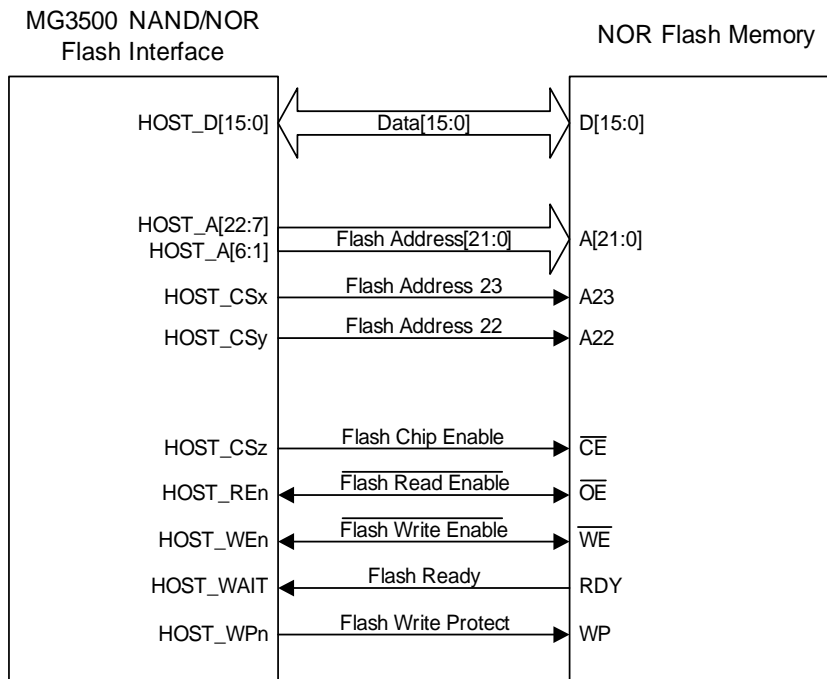 MG3500 NAND/NOR
Flash Interface
NOR Flash Memory
HOST_D[15:0] Data[15:0] D[15:0]
HOST_A[22:7]
HOST_A[6:1] Flash Address[21:0] A[21:0]
HOST_CSx Flash Address 23 A23
HOST_CSy Flash Address 22 A22
HOST_CSz Flash Chip Enable CE
HOST_REn Flash Read Enable OE
HOST_WEn Flash Write Enable WE
HOST_WAIT Flash Ready RDY
HOST_WPn Flash Write Protect WP